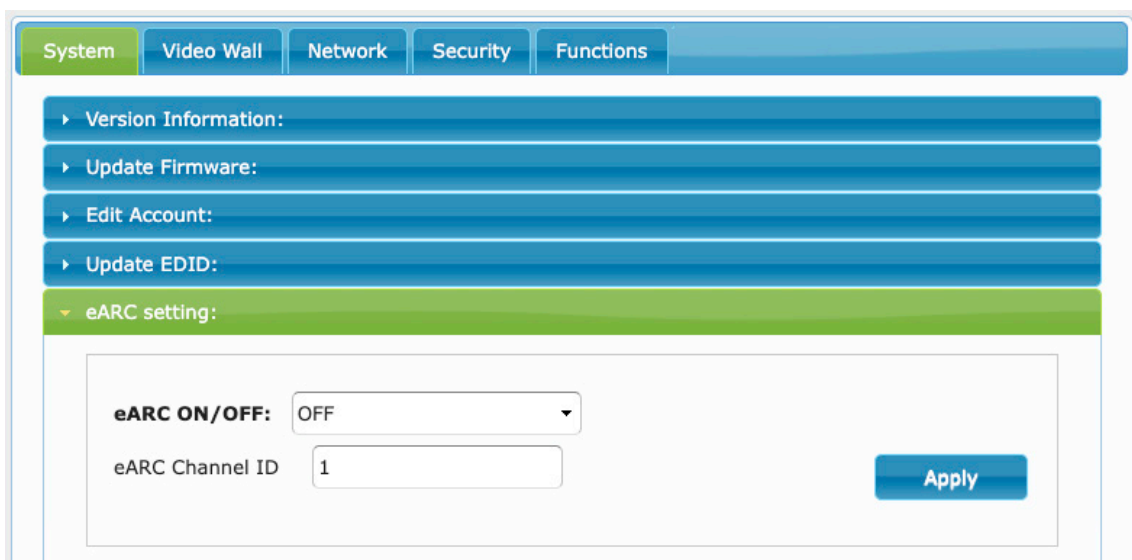 System Video Wall Network Security Functions
Version Information:
Update Firmware:
Edit Account:
Update EDID:
eARC setting:
eARC ON/OFF: OFF
eARC Channel ID 1
Apply